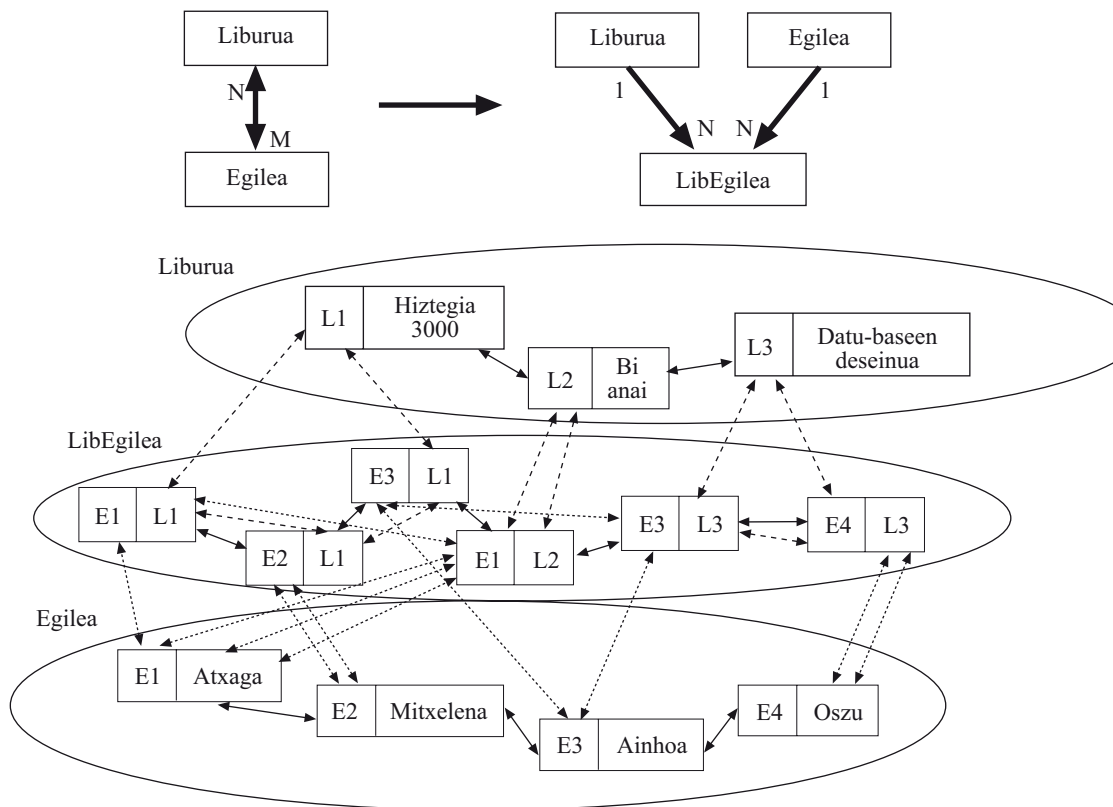 Liburua
Liburua
Egilea
N
1
1
M
N
N
Egilea
LibEgilea
Liburua
L1
Hiztegia
3000
L2
Bi
anai
L3
Datu-baseen
deseinua
LibEgilea
E1
L1
E2
L1
E3
L1
E1
L2
E3
L3
E4
L3
Egilea
E1
Atxaga
E2
Mitxelena
E3
Ainhoa
E4
Oszu